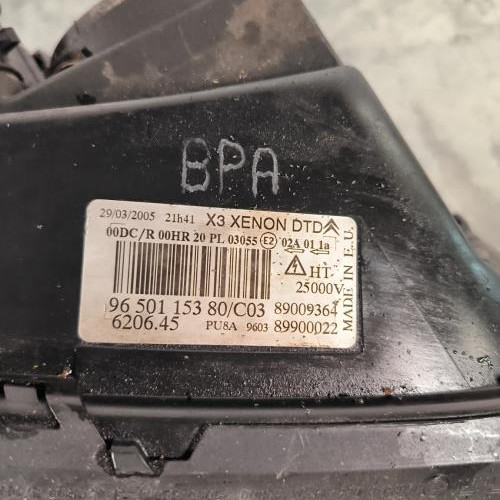 BPA
29/03/2005 21h41 X3 XENON DTD
00DC/R 00HR 20 PL 03055 E2 02A 01 1a
HT
25000V
96 501 153 80/C03 89009364
6206.45 PU8A 9603 89900022
MADE IN E.U.